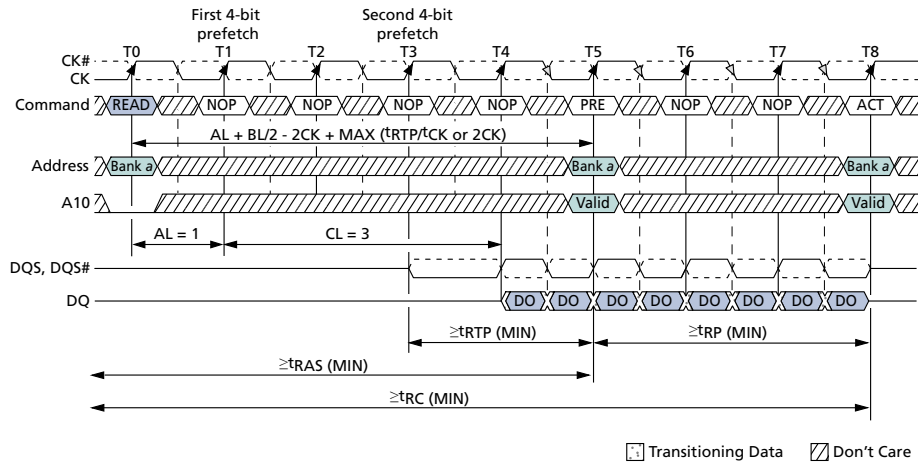 First 4-bit prefetch
Second 4-bit prefetch
T0 T1 T2 T3 T4 T5 T6 T7 T8
CK#
CK
Command READ NOP NOP NOP NOP PRE NOP NOP ACT
AL + BL/2 - 2CK + MAX (tRTP/tCK or 2CK)
Address Bank a Bank a Bank a
A10 Valid Valid
AL = 1 CL = 3
DQS, DQS#
DQ DO DO DO DO DO DO DO DO
≥tRTP (MIN) ≥tRP (MIN)
≥tRAS (MIN)
≥tRC (MIN)
Transitioning Data Don't Care